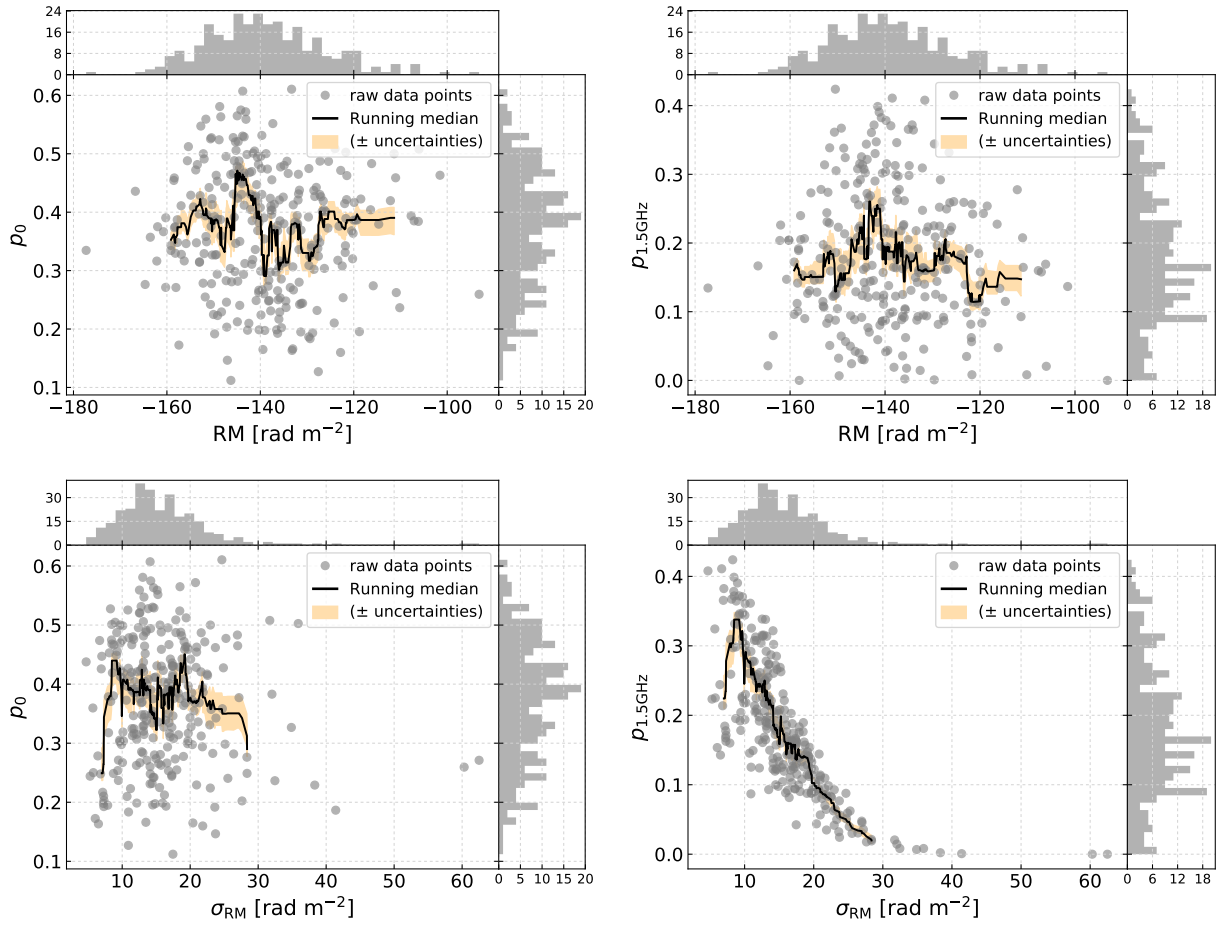 24
16
8
0
0.6
0.5
0.4
0.3
0.2
0.1
p0
raw data points
Running median
(± uncertainties)
−180 −160 −140 −120 −100
0 5 10 15 20
RM [rad m−2]
24
16
8
0
0.4
0.3
0.2
0.1
0.0
p1.5GHz
raw data points
Running median
(± uncertainties)
−180 −160 −140 −120 −100
0 6 12 18
RM [rad m−2]
30
15
0
0.6
0.5
0.4
0.3
0.2
0.1
p0
raw data points
Running median
(± uncertainties)
10 20 30 40 50 60
0 5 10 15 20
σRM [rad m−2]
30
15
0
0.4
0.3
0.2
0.1
0.0
p1.5GHz
raw data points
Running median
(± uncertainties)
10 20 30 40 50 60
0 6 12 18
σRM [rad m−2]